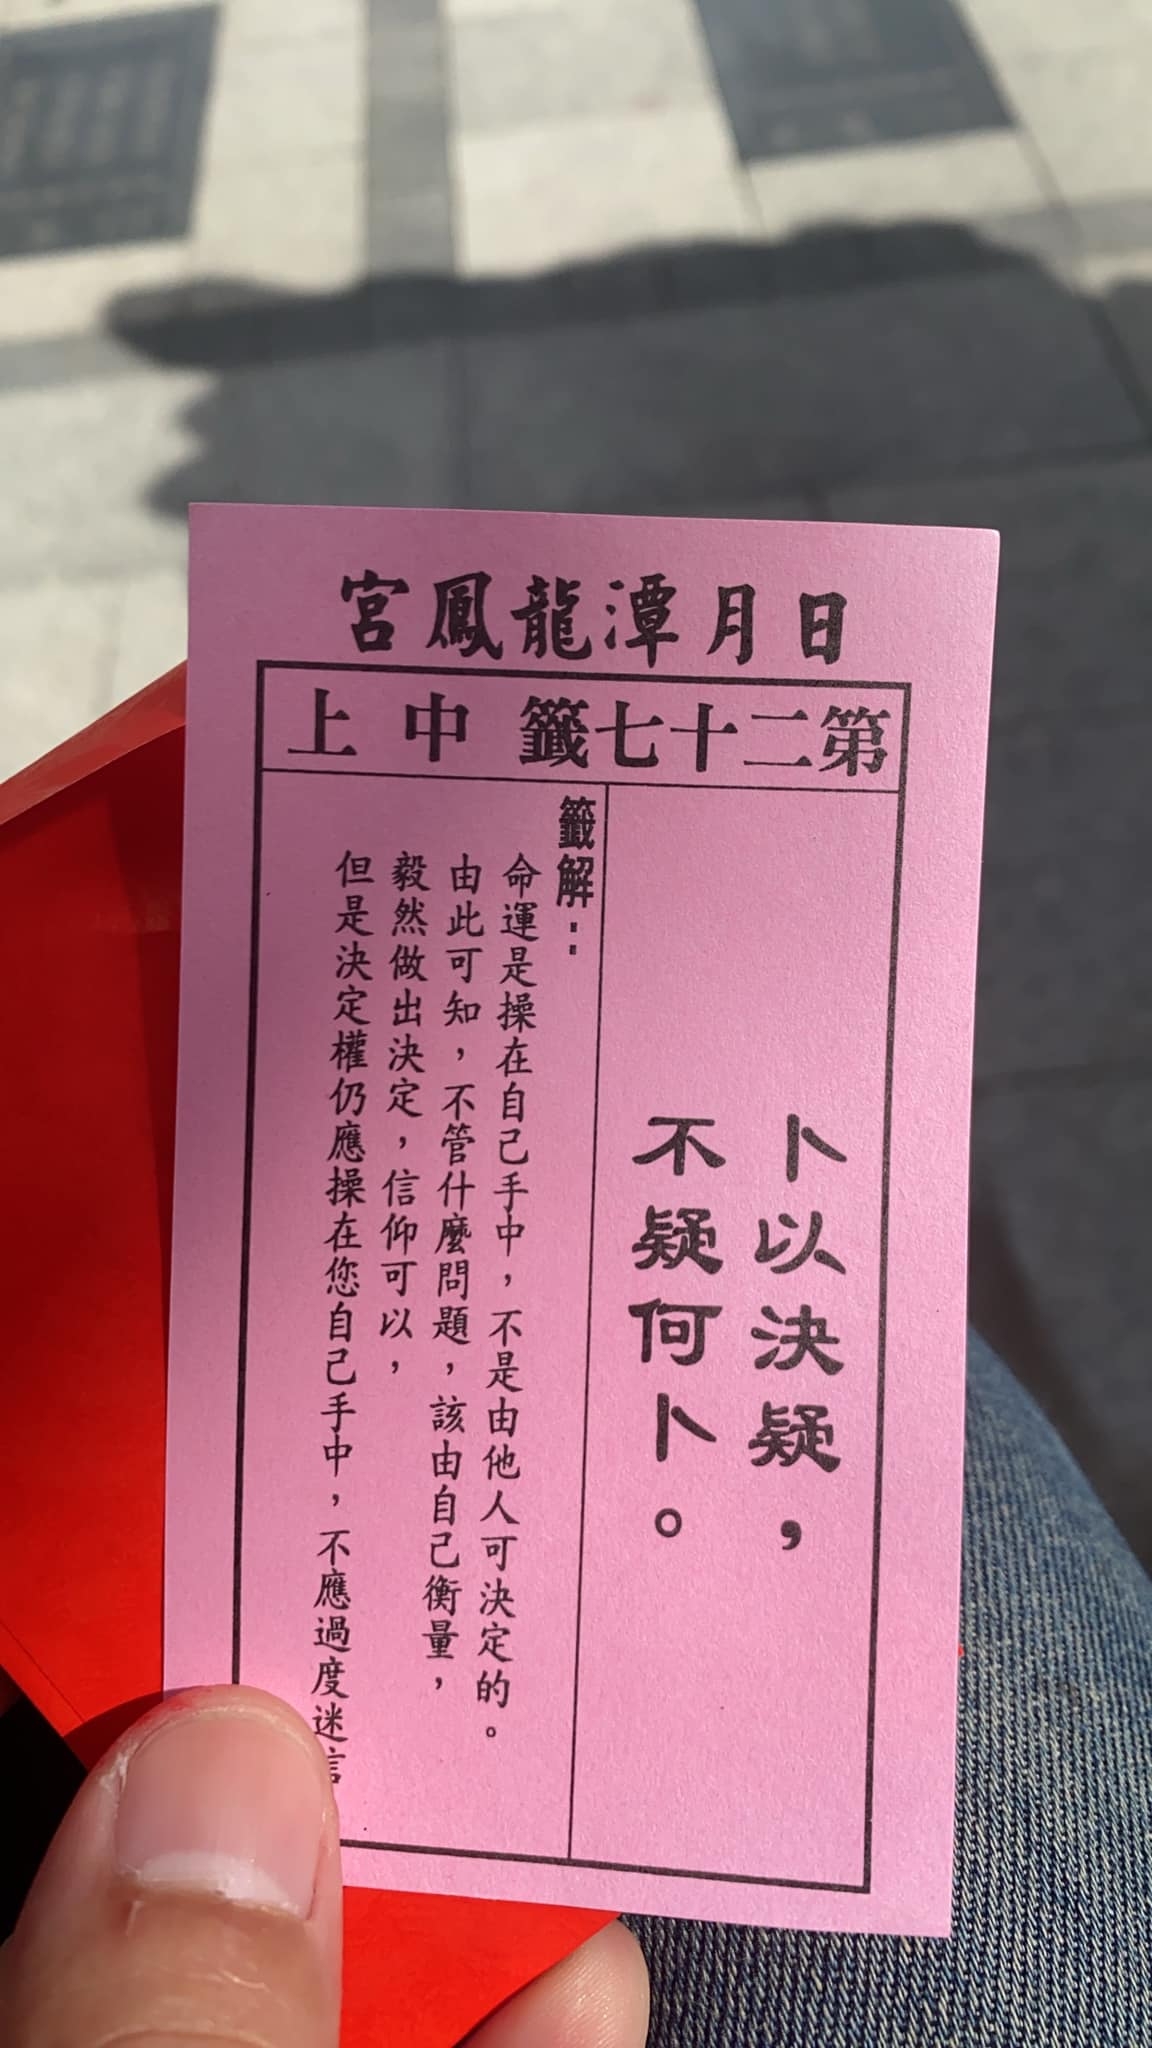 日月潭龍鳳宮
第二十七籤 中 上
卜以決疑，
不疑何卜。
籤解：
命運是操在自己手中，不是由他人可決定的。
由此可知，不管什麼問題，該由自己衡量，
毅然做出決定，信仰可以，
但是決定權仍應操在您自己手中，不應過度迷信